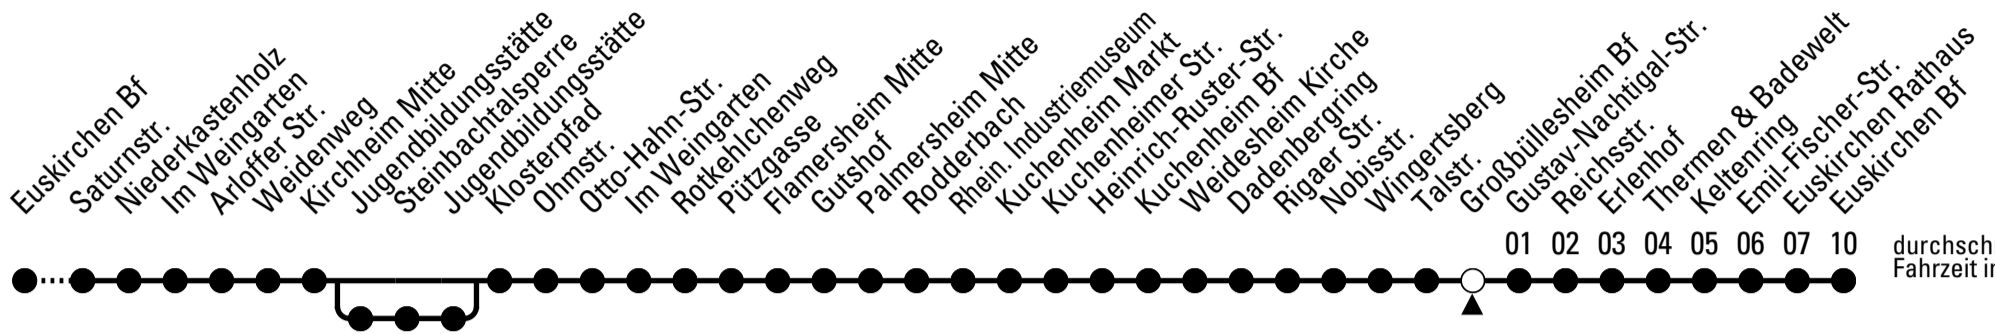 Euskirchen Bf
Saturnstr.
Niederkastenholz
Im Weingarten
Arloffer Str.
Weidenweg
Kirchheim Mitte
Jugendbildungsstätte
Steinbachtalsperre
Jugendbildungsstätte
Klosterpfad
Ohmstr.
Otto-Hahn-Str.
Im Weingarten
Rotkehlchenweg
Pützgasse
Flamersheim Mitte
Gutshof
Palmersheim Mitte
Rodderbach
Rhein. Industriemuseum
Kuchenheim Markt
Kuchenheimer Str.
Heinrich-Ruster-Str.
Kuchenheim Bf
Weidesheim Kirche
Dadenbergring
Rigaer Str.
Nobisstr.
Wingertsberg
Talstr.
Großbüllesheim Bf
Gustav-Nachtigal-Str.
Reichsstr.
Erlenhof
Thermen & Badewelt
Keltenring
Emil-Fischer-Str.
Euskirchen Rathaus
Euskirchen Bf
01 02 03 04 05 06 07 10
durchsch
Fahrzeit in